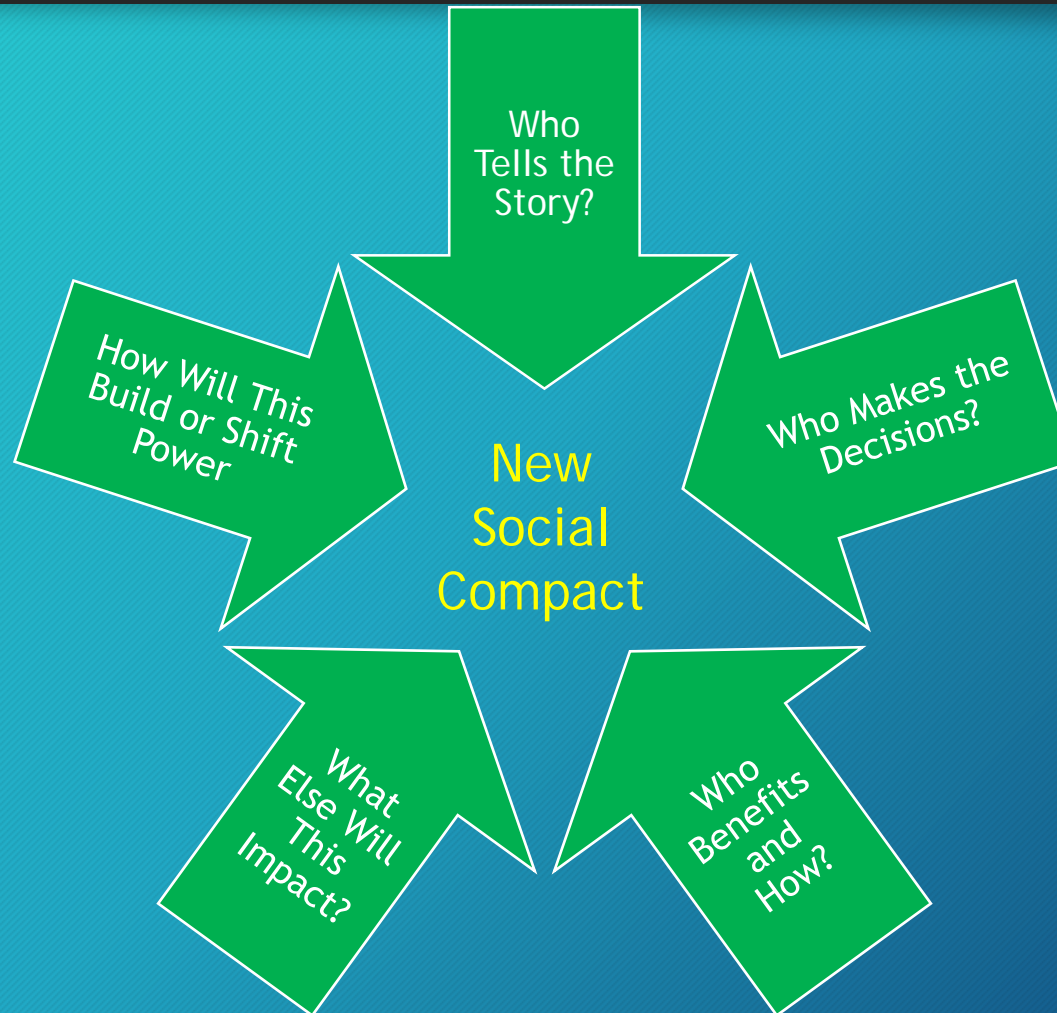 Who
Tells the
Story?
Who Makes the
Decisions?
Who
Benefits
and
How?
What
Else Will
This
Impact?
How Will This
Build or Shift
Power
New
Social
Compact